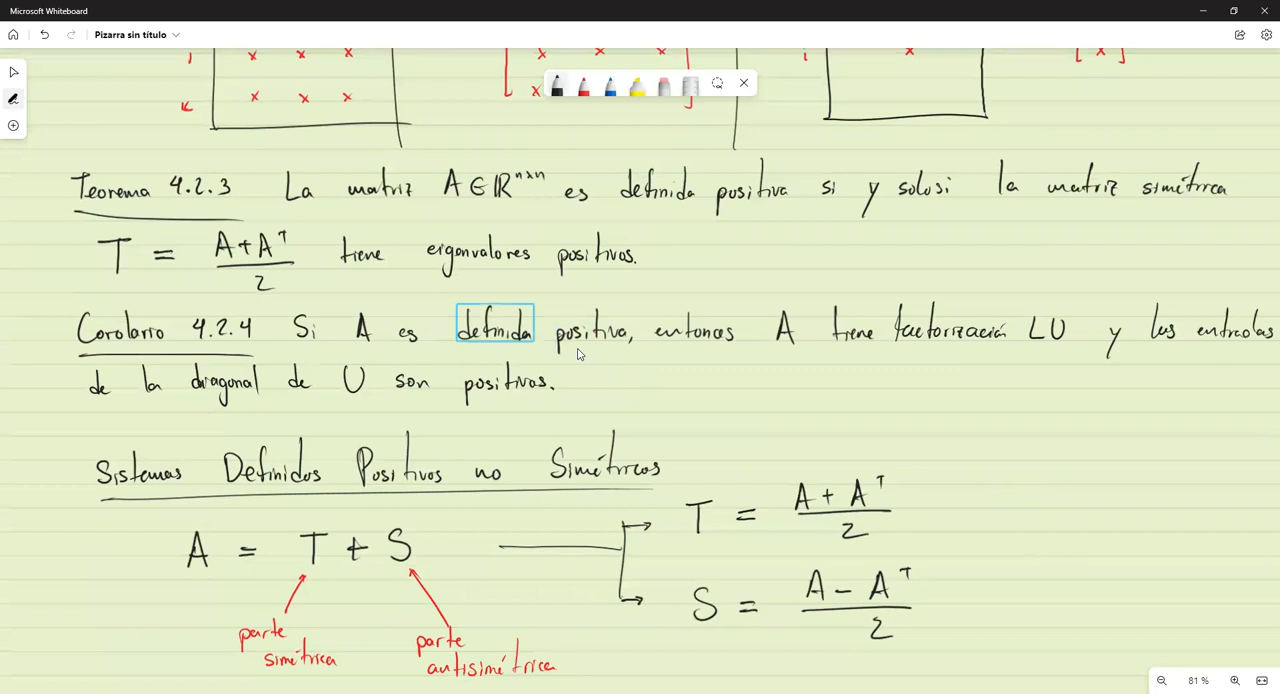 Microsoft Whiteboard
Pizarra sin título
Teorema 4.2.3 La matriz A ∈ ℝⁿˣⁿ es definida positiva si y solo si la matriz simétrica
T = (A + Aᵀ)/2 tiene eigenvalores positivos.
Corolario 4.2.4 Si A es definida positiva, entonces A tiene factorización LU y las entradas
de la diagonal de U son positivas.
Sistemas Definidos Positivos no Simétricos
A = T + S
T = (A + Aᵀ)/2
S = (A - Aᵀ)/2
parte simétrica
parte antisimétrica
81 %